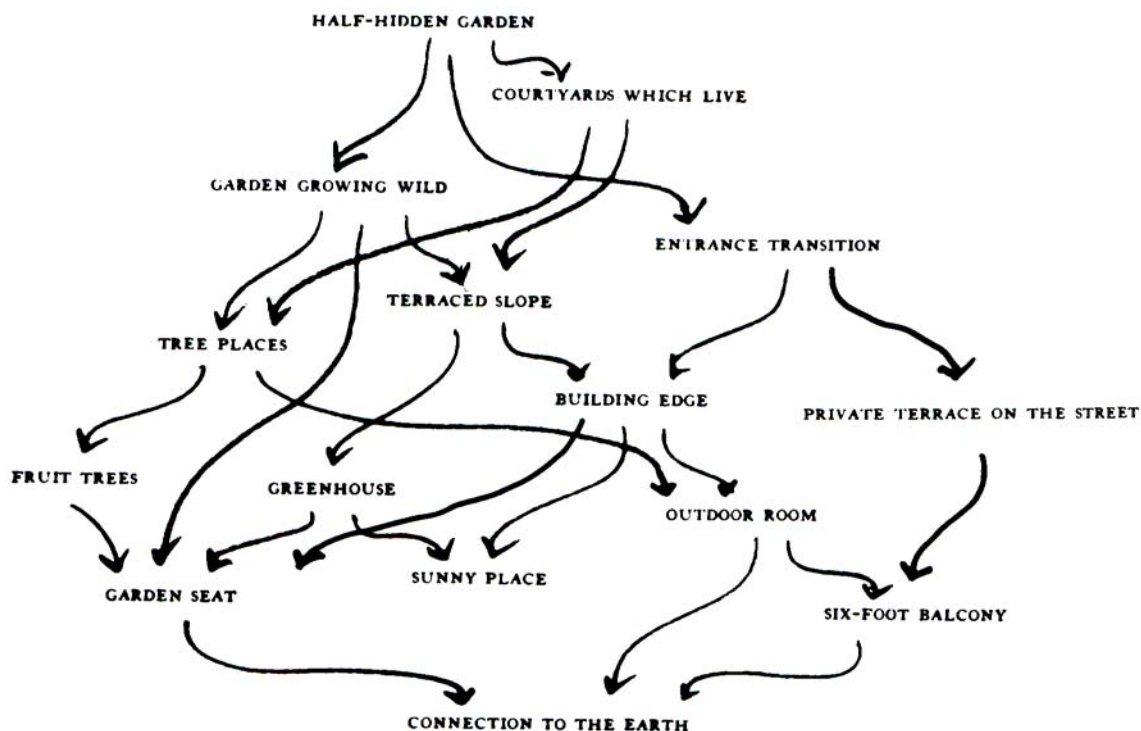 HALF-HIDDEN GARDEN
COURTYARDS WHICH LIVE
GARDEN GROWING WILD
ENTRANCE TRANSITION
TERRACED SLOPE
TREE PLACES
BUILDING EDGE
PRIVATE TERRACE ON THE STREET
FRUIT TREES
GREENHOUSE
OUTDOOR ROOM
SUNNY PLACE
GARDEN SEAT
SIX-FOOT BALCONY
CONNECTION TO THE EARTH